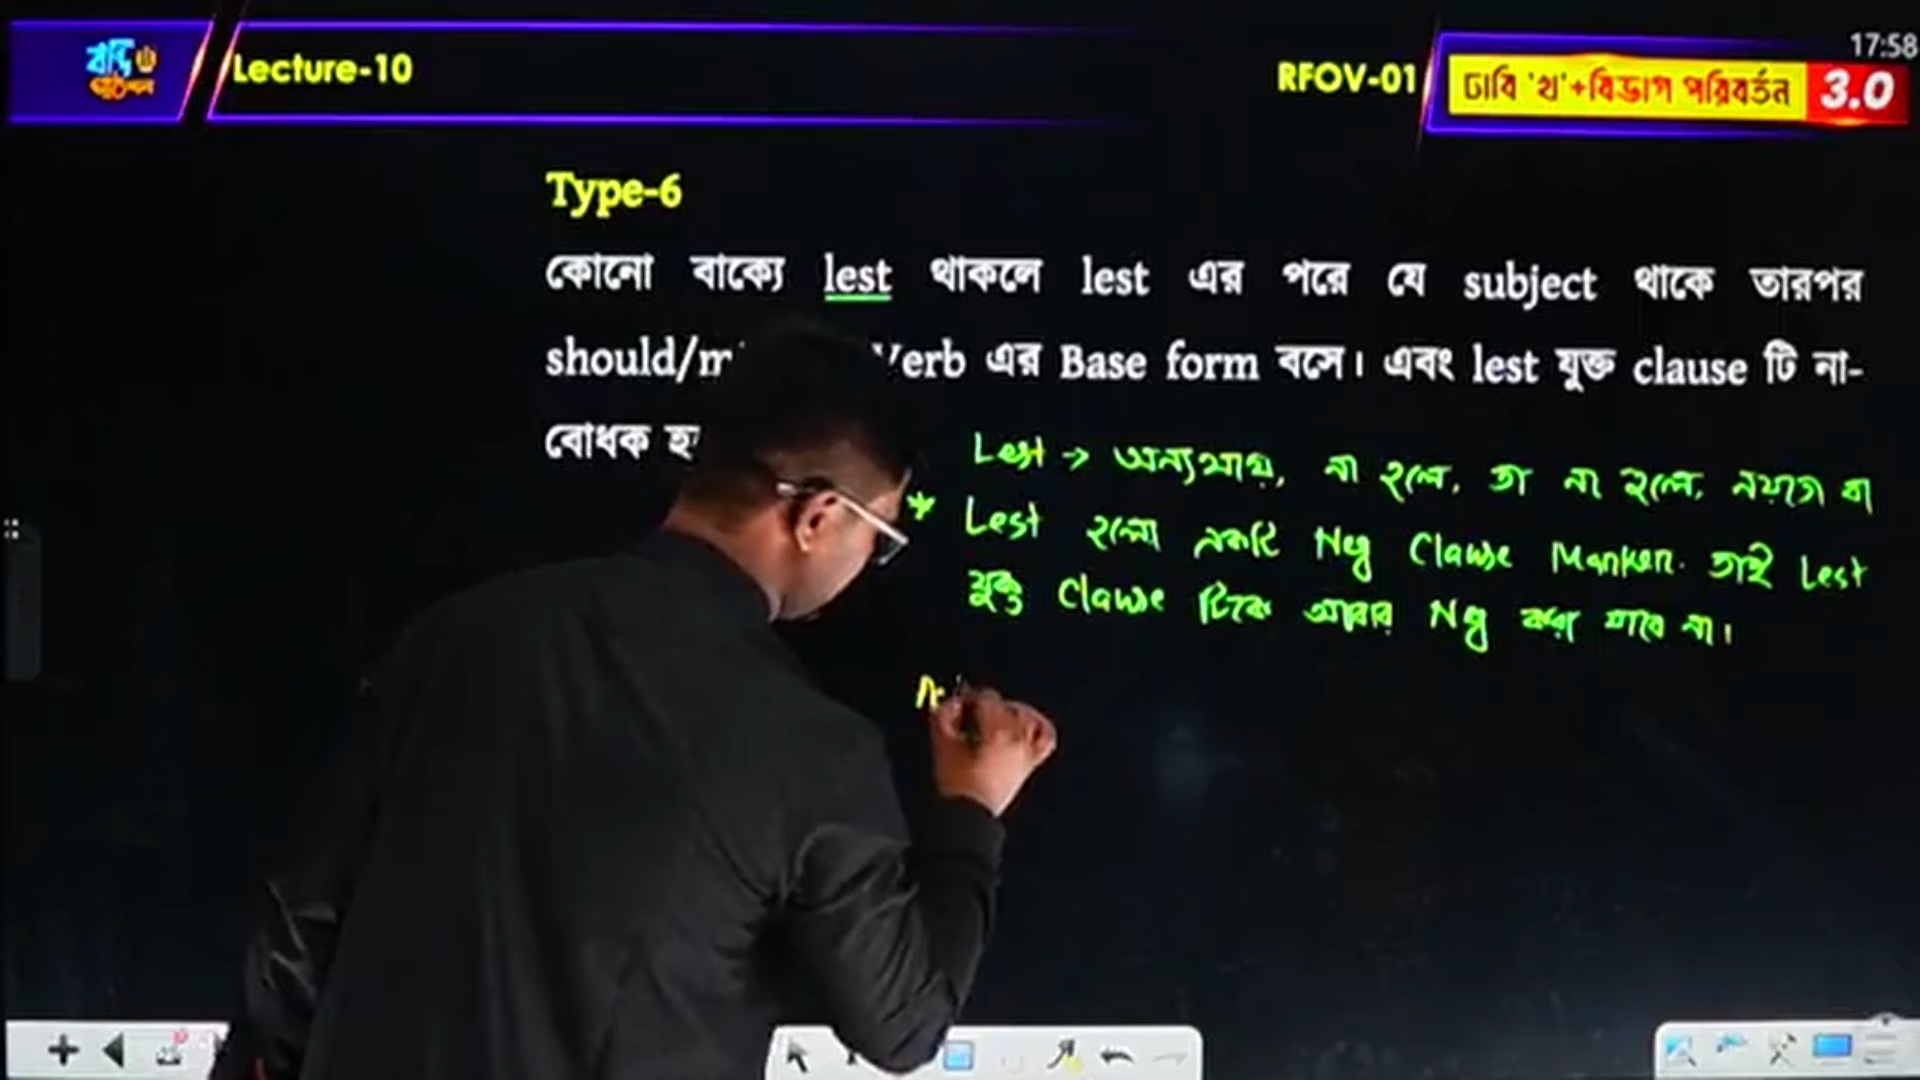 17:58
Lecture-10
RFOV-01
ঢাবি 'খ'+বিভাগ পরিবর্তন 3.0
Type-6
কোনো বাক্যে lest থাকলে lest এর পরে যে subject থাকে তারপর
should/m Verb এর Base form বসে। এবং lest যুক্ত clause টি না-
বোধক
Lest → অন্যথায়, না হলে, তা না হলে, নয়তো বা
* Lest হলো একটি Neg Clause Marker. তাই Lest
যুক্ত Clause টিকে আবার Neg করা যাবে না।